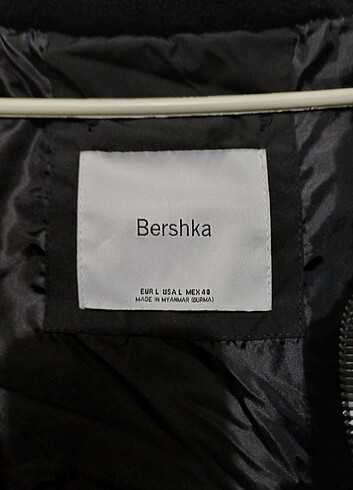 Bershka
EUR L USA L MEX 40
MADE IN MYANMAR (BURMA)